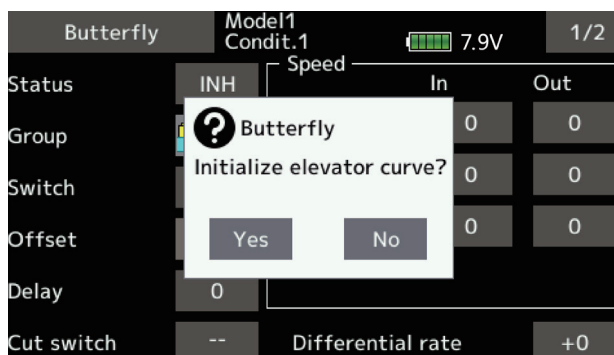 Butterfly Model1 Condit.1 7.9V 1/2
Speed
Status INH In Out
Group 0 0
Butterfly
Initialize elevator curve?
Switch 0 0
Offset 0 0
Yes No
Delay 0
Cut switch -- Differential rate +0